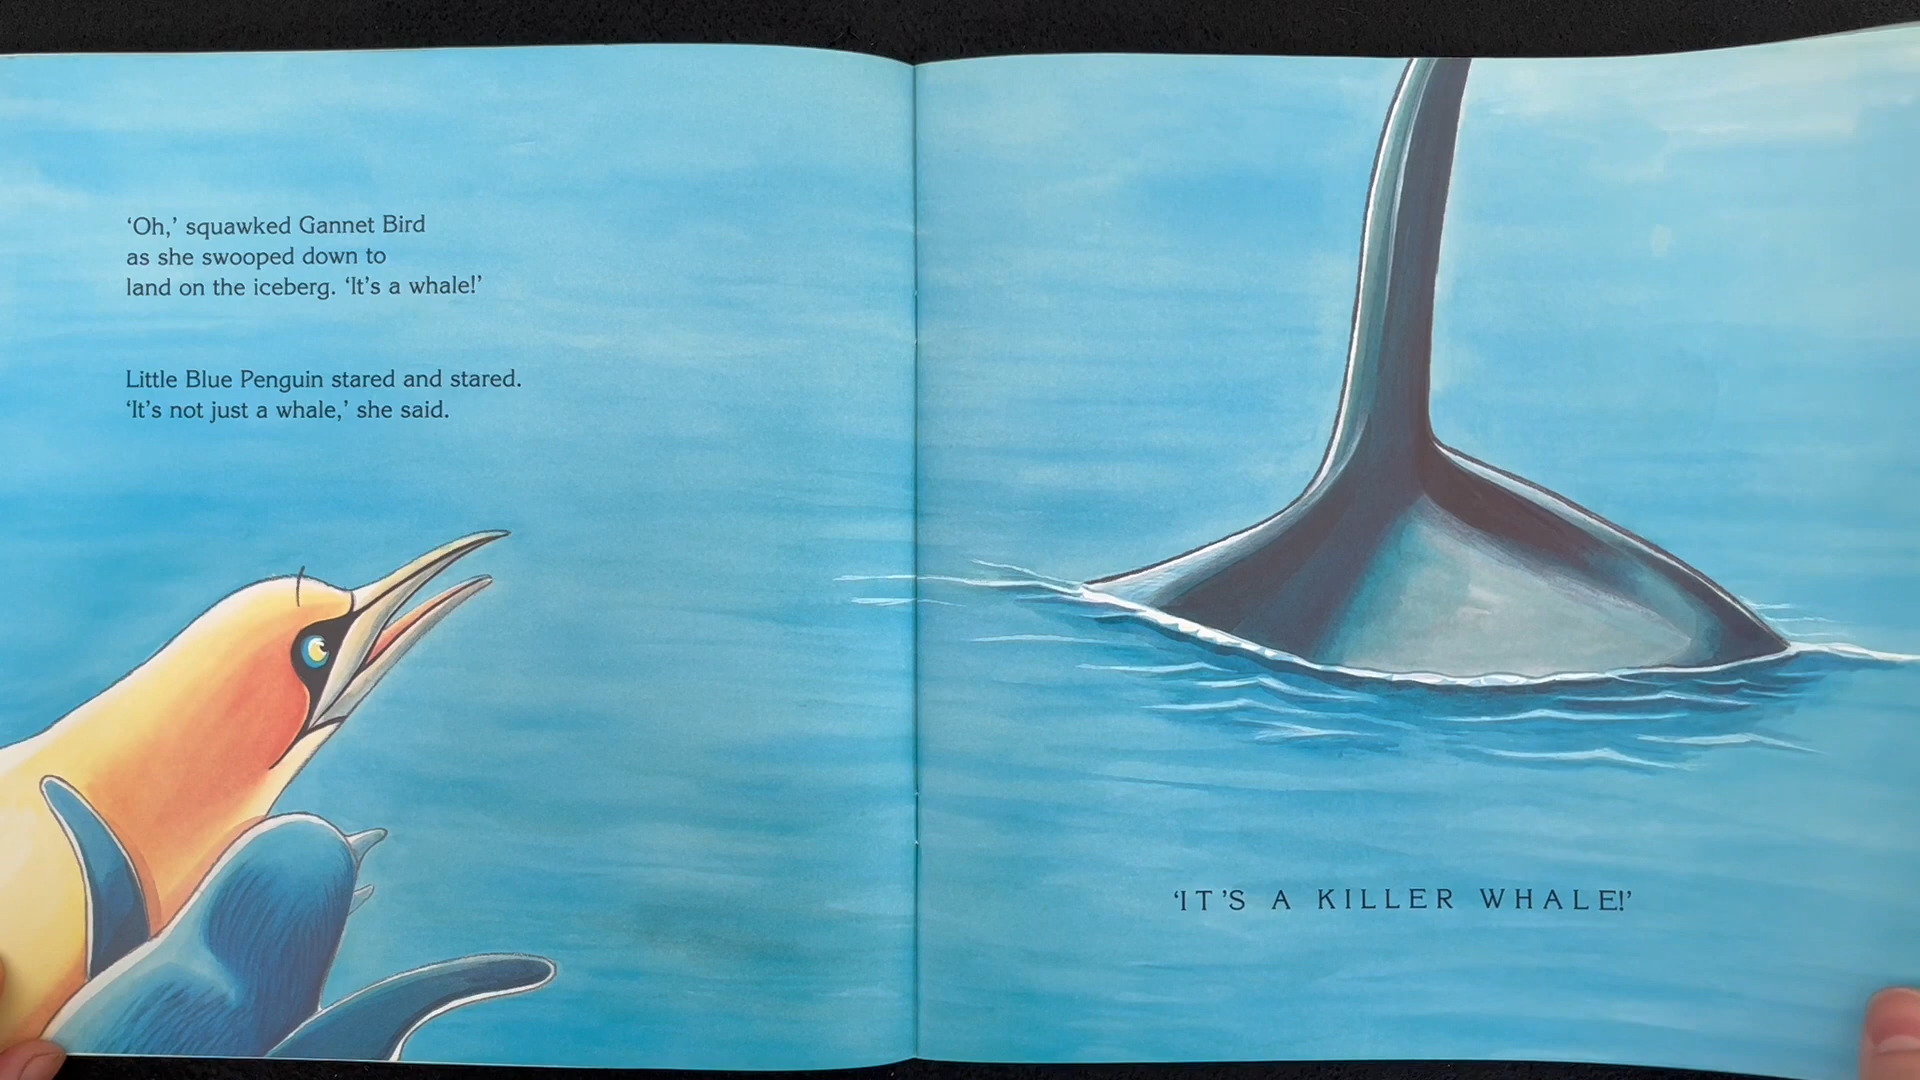 ‘Oh,’ squawked Gannet Bird
as she swooped down to
land on the iceberg. ‘It’s a whale!’
Little Blue Penguin stared and stared.
‘It’s not just a whale,’ she said.
‘IT’S A KILLER WHALE!’